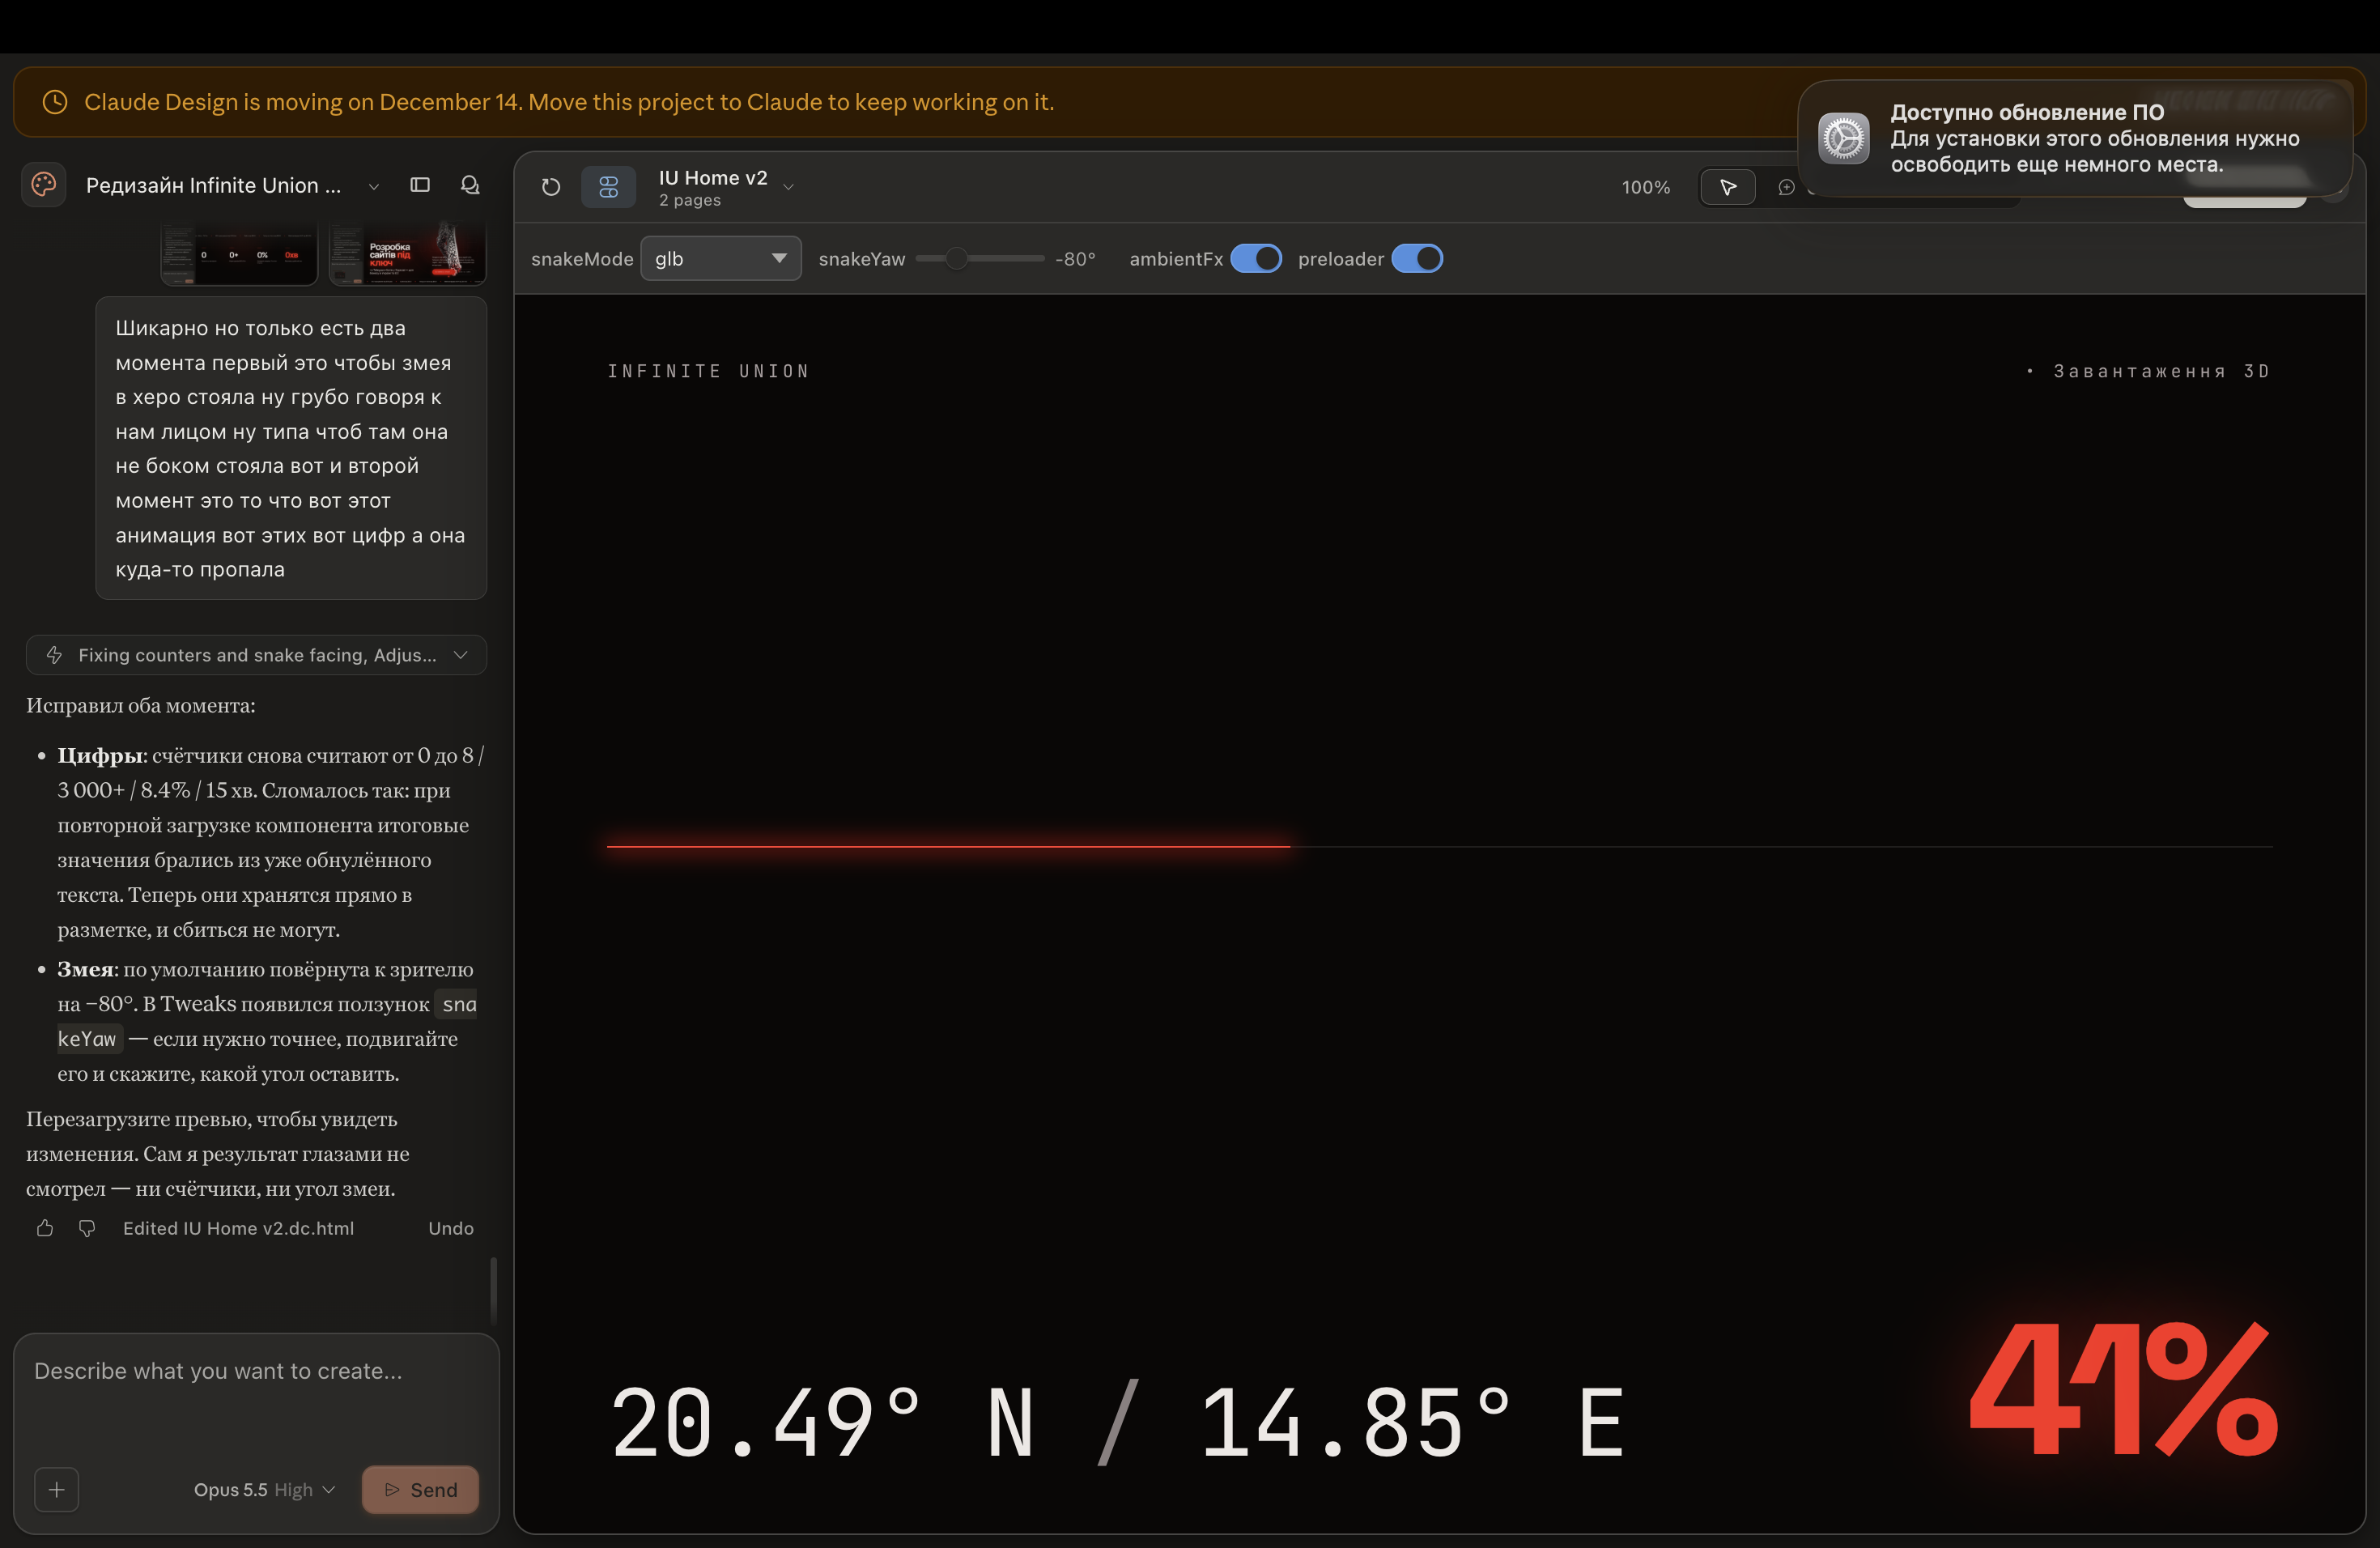 Claude Design is moving on December 14. Move this project to Claude to keep working on it.
Доступно обновление ПО
Для установки этого обновления нужно
освободить еще немного места.
Редизайн Infinite Union ...
IU Home v2
2 pages
100%
snakeMode
glb
snakeYaw
-80°
ambientFx
preloader
0
0+
0%
0хв
Розробка
сайтів під
ключ
Шикарно но только есть два
момента первый это чтобы змея
в херо стояла ну грубо говоря к
нам лицом ну типа чтоб там она
не боком стояла вот и второй
момент это то что вот этот
анимация вот этих вот цифр а она
куда-то пропала
Fixing counters and snake facing, Adjus...
Исправил оба момента:
• Цифры: счётчики снова считают от 0 до 8 /
3 000+ / 8.4% / 15 хв. Сломалось так: при
повторной загрузке компонента итоговые
значения брались из уже обнулённого
текста. Теперь они хранятся прямо в
разметке, и сбиться не могут.
• Змея: по умолчанию повёрнута к зрителю
на −80°. В Tweaks появился ползунок sna
keYaw — если нужно точнее, подвигайте
его и скажите, какой угол оставить.
Перезагрузите превью, чтобы увидеть
изменения. Сам я результат глазами не
смотрел — ни счётчики, ни угол змеи.
Edited IU Home v2.dc.html
Undo
Describe what you want to create...
Opus 5.5 High
Send
INFINITE UNION
• Завантаження 3D
20.49° N / 14.85° E
41%